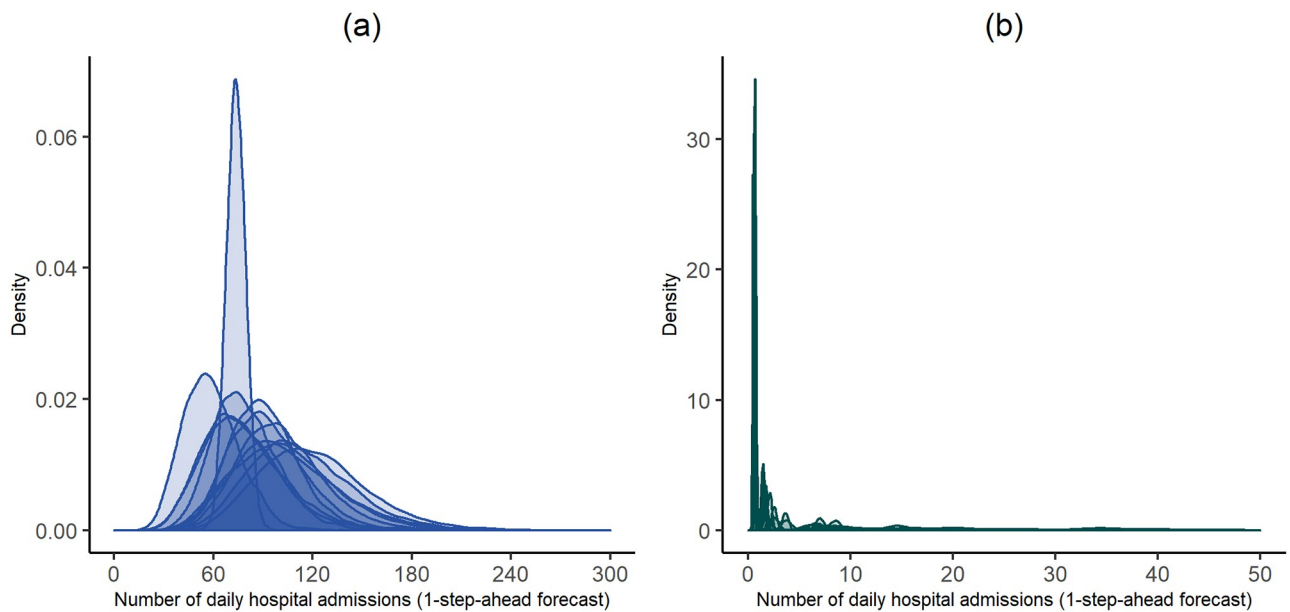 (a)
Density
0.06
0.04
0.02
0.00
0 60 120 180 240 300
Number of daily hospital admissions (1-step-ahead forecast)
(b)
Density
30
20
10
0
0 10 20 30 40 50
Number of daily hospital admissions (1-step-ahead forecast)